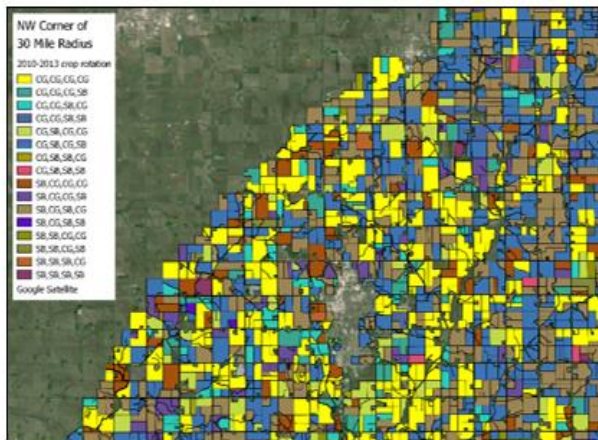 NW Corner of
30 Mile Radius
2010-2013 crop rotation
CG,CG,CG,CG
CG,CG,CG,SB
CG,CG,SB,CG
CG,CG,SB,SB
CG,SB,CG,CG
CG,SB,CG,SB
CG,SB,SB,CG
CG,SB,SB,SB
SB,CG,CG,CG
SB,CG,CG,SB
SB,CG,SB,CG
SB,CG,SB,SB
SB,SB,CG,CG
SB,SB,CG,SB
SB,SB,SB,CG
SB,SB,SB,SB
Google Satellite